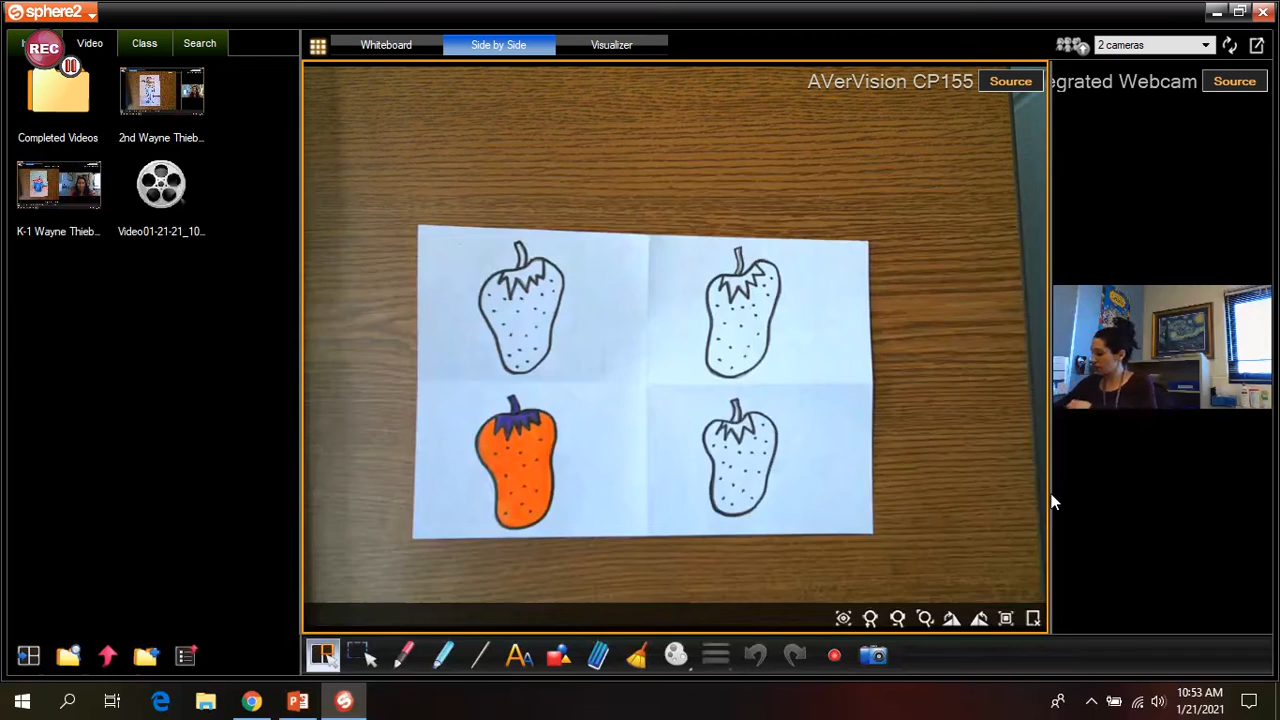 sphere2
REC
Video
Class
Search
Whiteboard
Side by Side
Visualizer
2 cameras
AVerVision CP155
Source
egrated Webcam
Source
Completed Videos
2nd Wayne Thieb...
K-1 Wayne Thieb...
Video01-21-21_10...
10:53 AM
1/21/2021